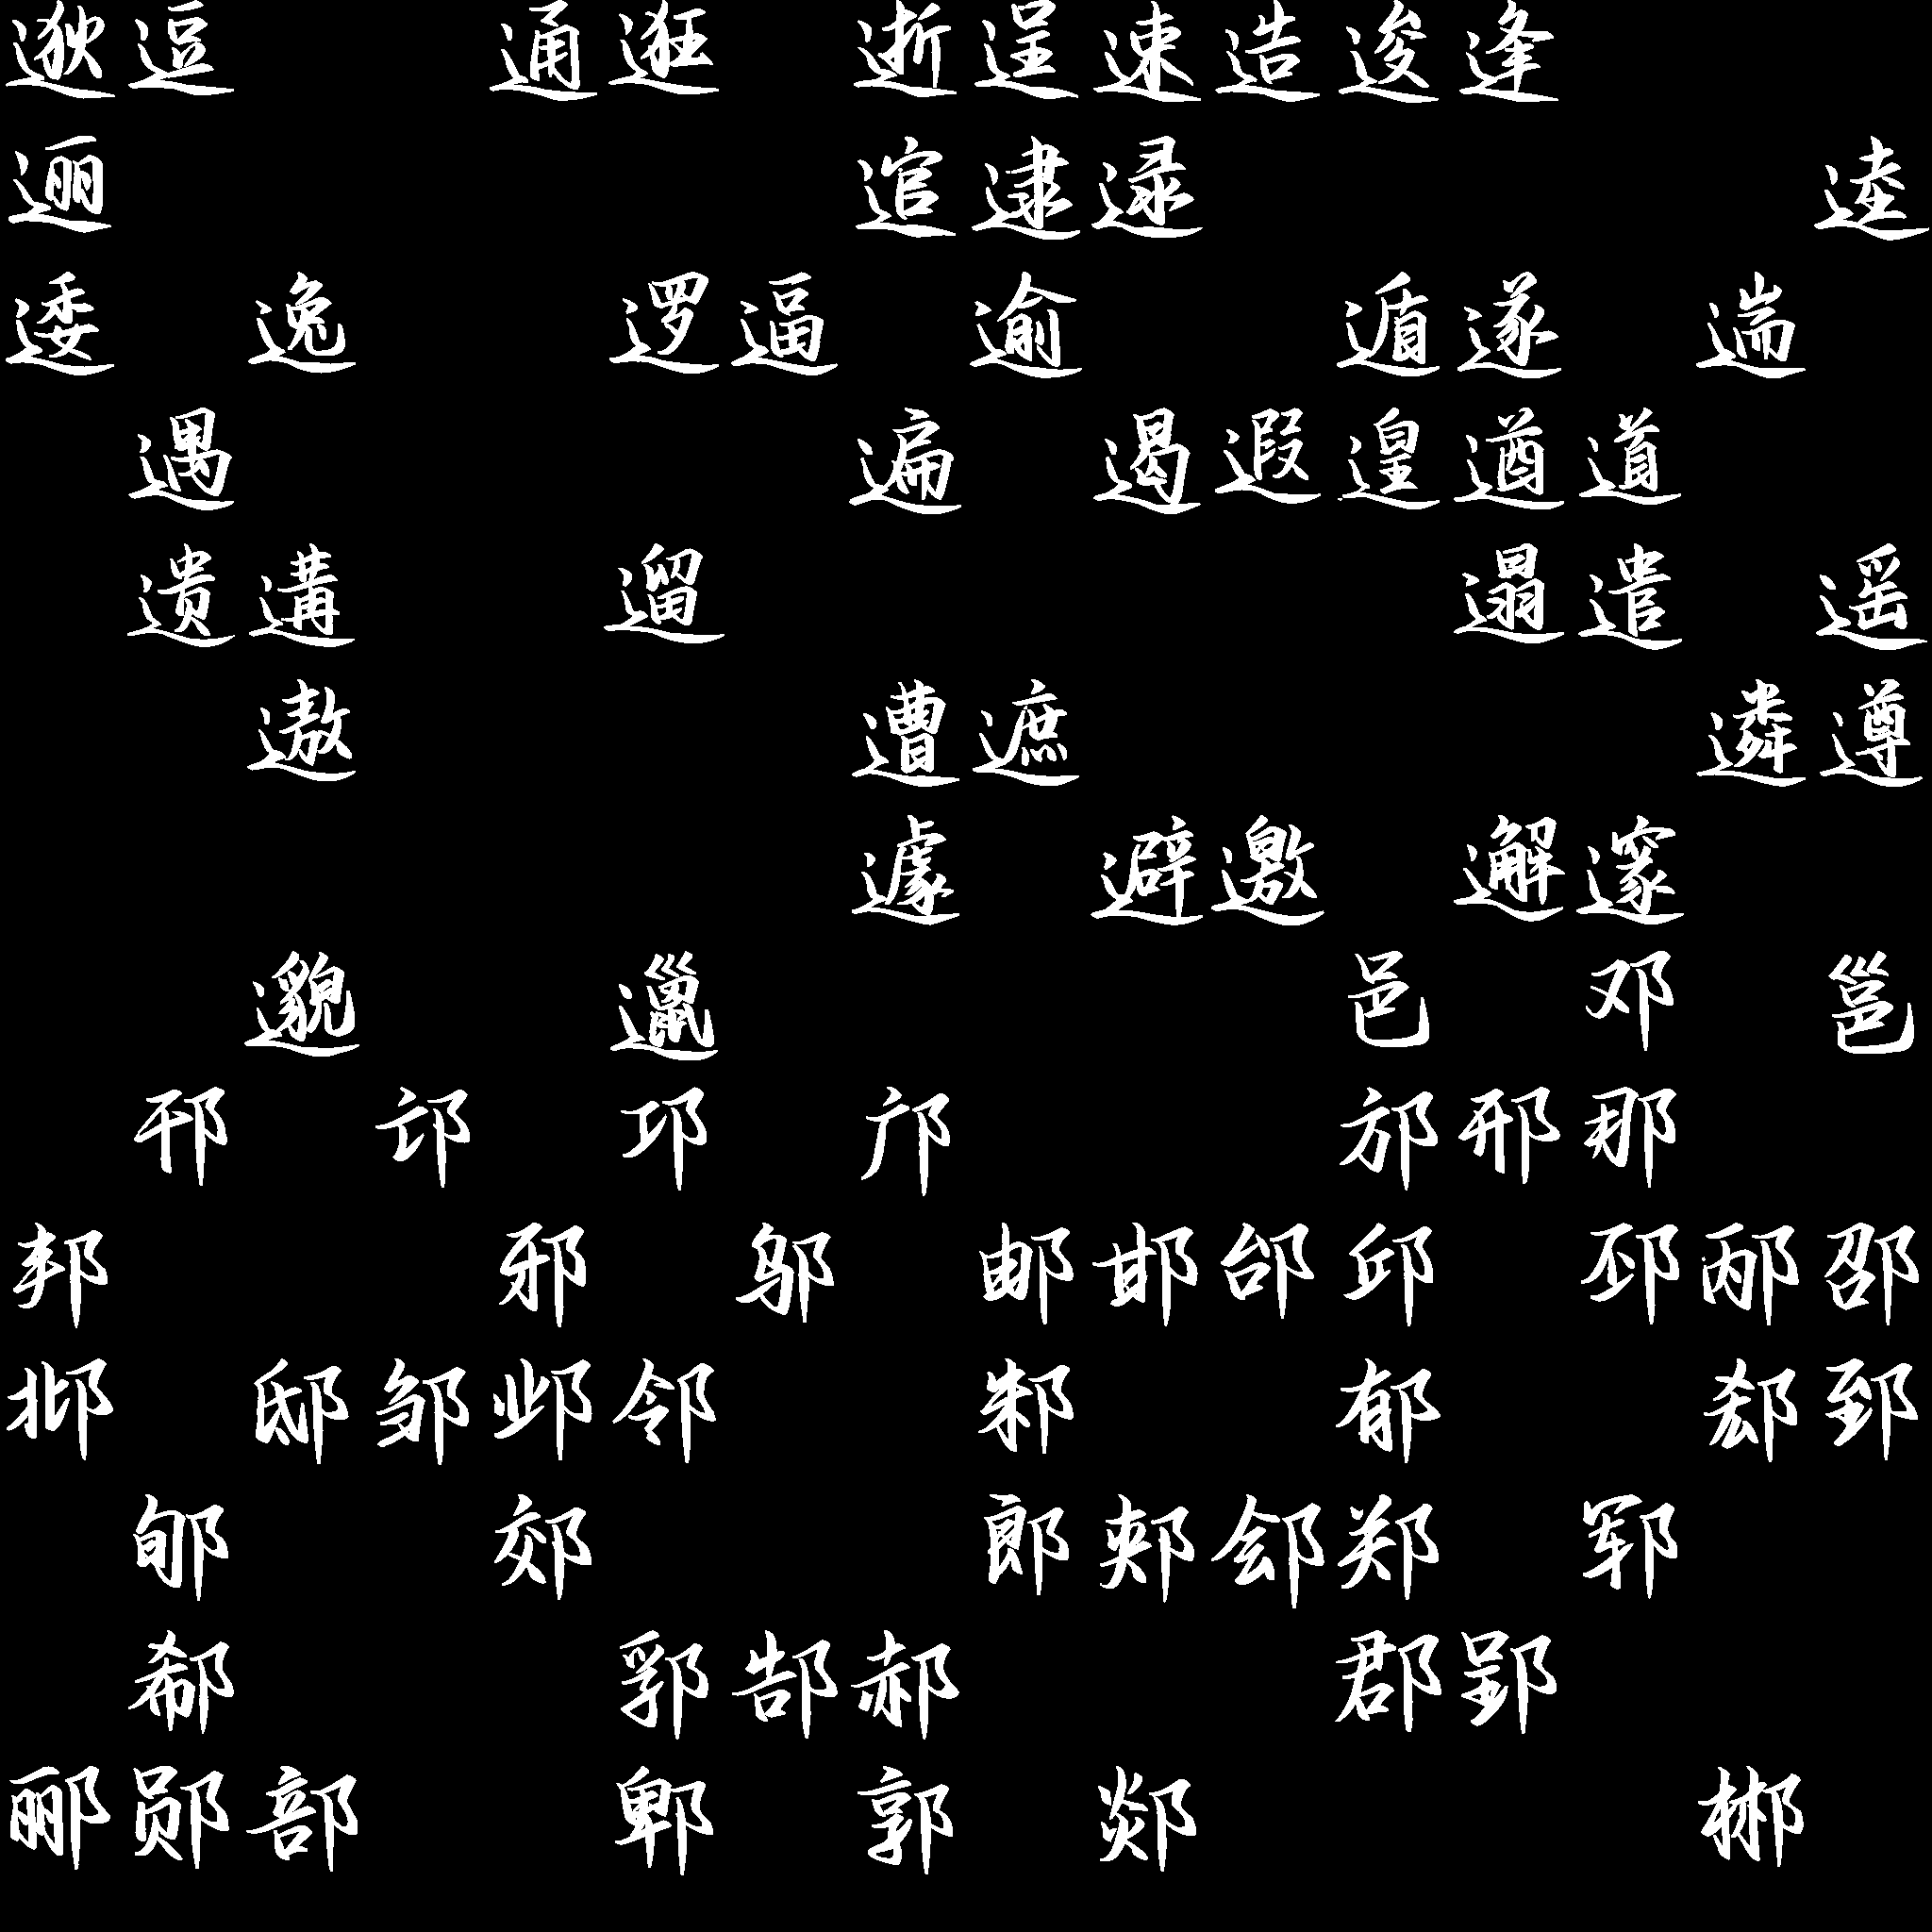 逖逗通逛逝逞速造逡逢
逦逭逮逯逵
逶逸逻逼逾遁遂遄
遇遍遏遐遑遒道
遗遘遛遢遣遥
遨遭遮遴遵
遽避邀邂邃
邈邋邑邓邕
邗邙邛邝邡邢那
邦邪邬邮邯邰邱邳邴邵
邶邸邹邺邻邾郁郄郅
郇郊郎郏郐郑郓
郗郛郜郝郡郢
郦郧部郫郭郯郴